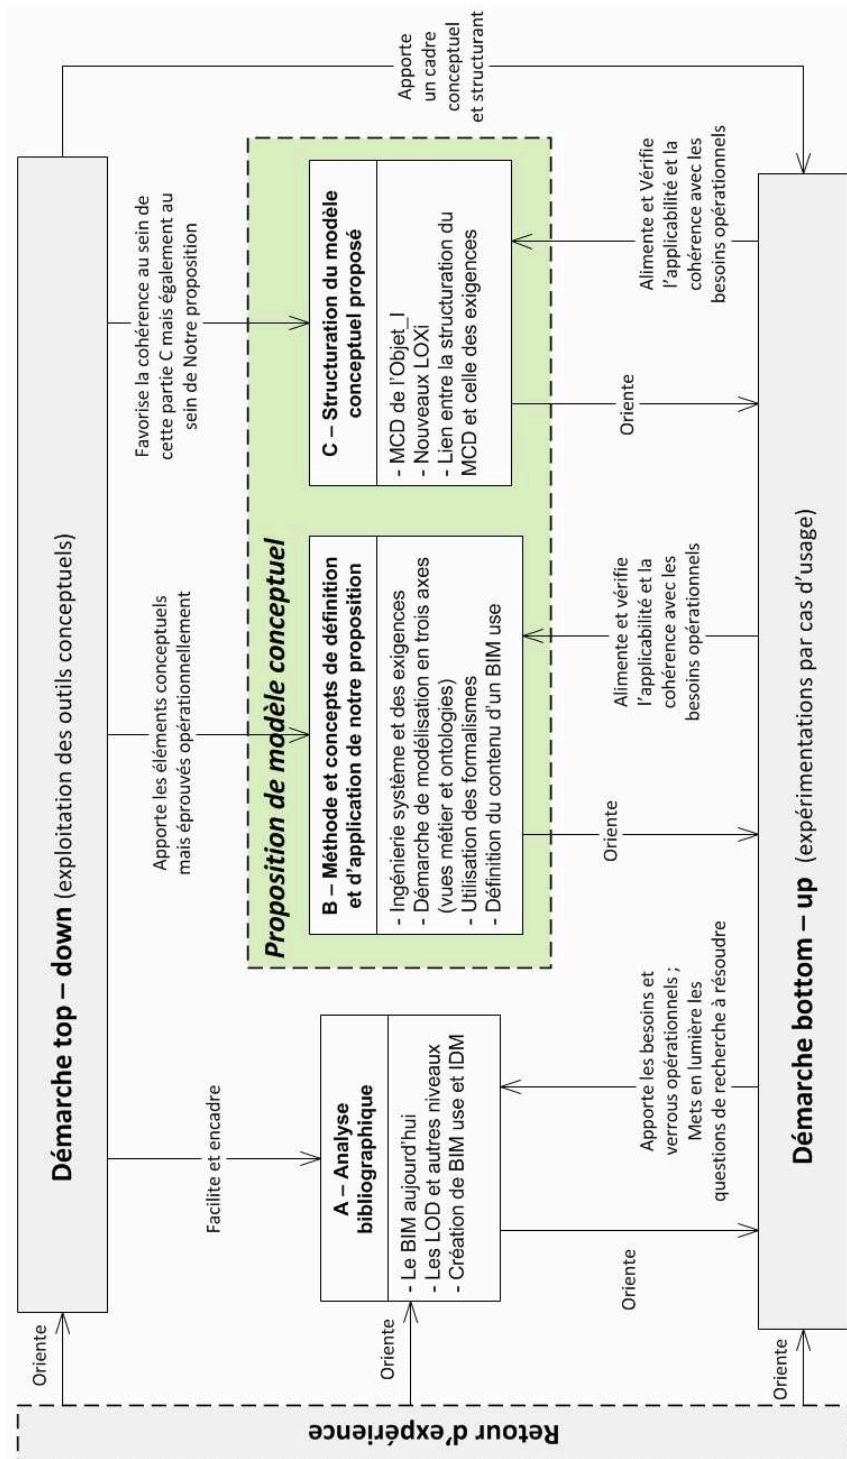 Retour d'expérience
Oriente
Oriente
Oriente
Démarche top – down (exploitation des outils conceptuels)
Facilite et encadre
Apporte les éléments conceptuels
mais éprouvés opérationnellement
Favorise la cohérence au sein de
cette partie C mais également au
sein de Notre proposition
Apporte
un cadre
conceptuel
et structurant
A – Analyse
bibliographique
- Le BIM aujourd'hui
- Les LOD et autres niveaux
- Création de BIM use et IDM
Proposition de modèle conceptuel
B – Méthode et concepts de définition
et d'application de notre proposition
- Ingénierie système et des exigences
- Démarche de modélisation en trois axes
(vues métier et ontologies)
- Utilisation des formalismes
- Définition du contenu d'un BIM use
C – Structuration du modèle
conceptuel proposé
- MCD de l'Objet_I
- Nouveaux LOXi
- Lien entre la structuration du
MCD et celle des exigences
Oriente
Apporte les besoins et
verrous opérationnels ;
Mets en lumière les
questions de recherche à résoudre
Oriente
Alimente et vérifie
l'applicabilité et la
cohérence avec les
besoins opérationnels
Oriente
Alimente et Vérifie
l'applicabilité et la
cohérence avec les
besoins opérationnels
Démarche bottom – up (expérimentations par cas d'usage)